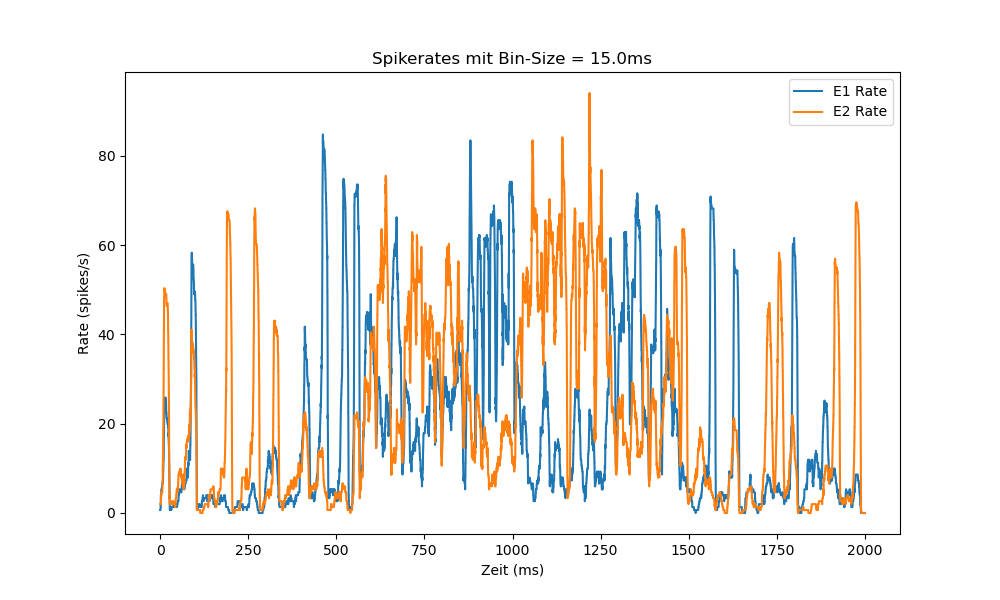 Spikerates mit Bin-Size = 15.0ms
E1 Rate
E2 Rate
Rate (spikes/s)
80
60
40
20
0
0 250 500 750 1000 1250 1500 1750 2000
Zeit (ms)